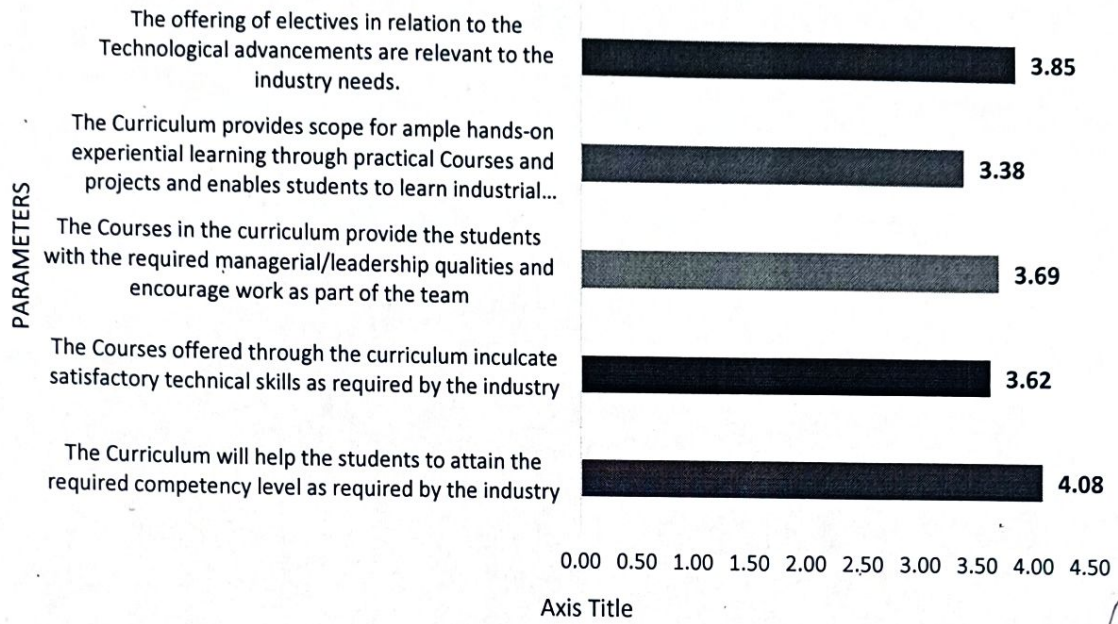 The offering of electives in relation to the
Technological advancements are relevant to the
industry needs.
3.85
The Curriculum provides scope for ample hands-on
experiential learning through practical Courses and
projects and enables students to learn industrial...
3.38
The Courses in the curriculum provide the students
with the required managerial/leadership qualities and
encourage work as part of the team
3.69
The Courses offered through the curriculum inculcate
satisfactory technical skills as required by the industry
3.62
The Curriculum will help the students to attain the
required competency level as required by the industry
4.08
PARAMETERS
0.00 0.50 1.00 1.50 2.00 2.50 3.00 3.50 4.00 4.50
Axis Title